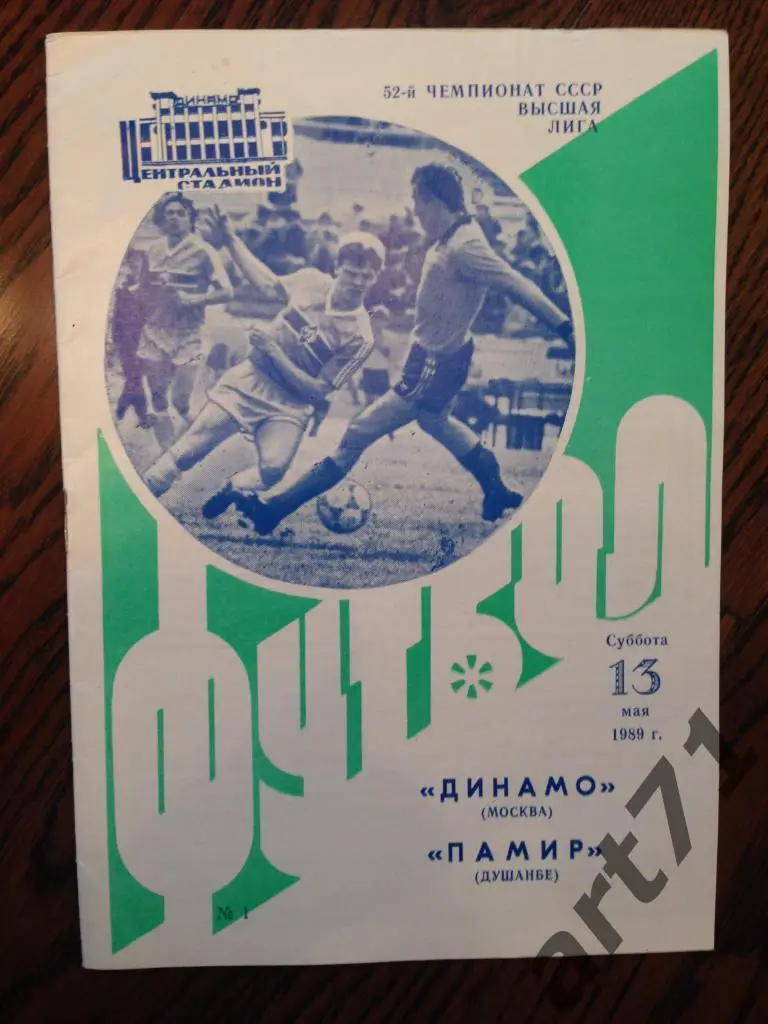 ДИНАМО
ЦЕНТРАЛЬНЫЙ
СТАДИОН
52-й ЧЕМПИОНАТ СССР
ВЫСШАЯ
ЛИГА
ФУТБОЛ
Суббота
13
мая
1989 г.
«ДИНАМО»
(МОСКВА)
«ПАМИР»
(ДУШАНБЕ)
№ 1
art71